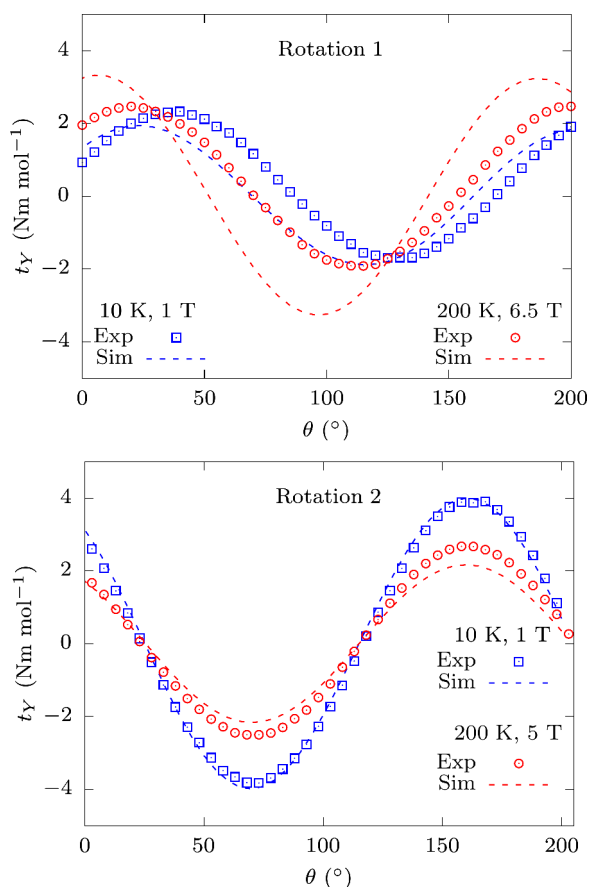 Rotation 1
4
2
0
−2
−4
t_Y (Nm mol⁻¹)
10 K, 1 T
Exp
Sim
200 K, 6.5 T
Exp
Sim
0 50 100 150 200
θ (°)
Rotation 2
4
2
0
−2
−4
t_Y (Nm mol⁻¹)
10 K, 1 T
Exp
Sim
200 K, 5 T
Exp
Sim
0 50 100 150 200
θ (°)